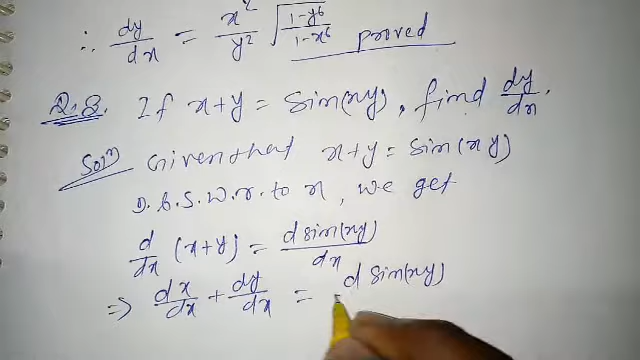 ∴ dy/dx = x²/y² √(1-y⁶/1-x⁶) proved
Q.8. If x+y = sin(xy), find dy/dx.
Solⁿ) Given that x+y = sin(xy)
D.B.S.w.r.to x, we get
d/dx (x+y) = d sin(xy)/dx
⇒ dx/dx + dy/dx = d sin(xy)